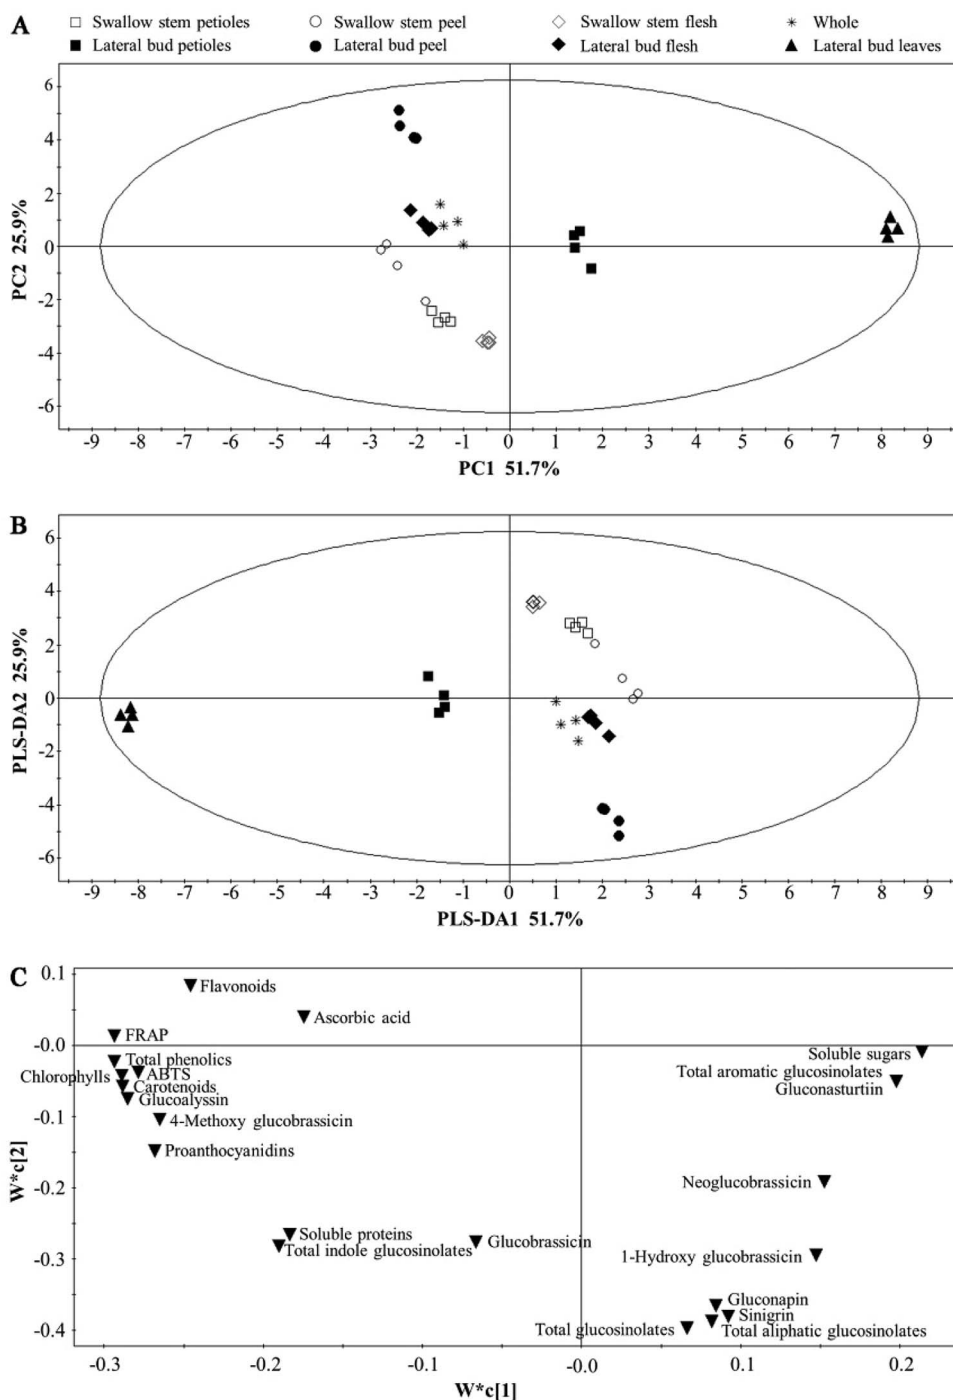 A
Swallow stem petioles Swallow stem peel Swallow stem flesh Whole
Lateral bud petioles Lateral bud peel Lateral bud flesh Lateral bud leaves
6
4
2
0
-2
-4
-6
PC2 25.9%
-9 -8 -7 -6 -5 -4 -3 -2 -1 0 1 2 3 4 5 6 7 8 9
PC1 51.7%
B
6
4
2
0
-2
-4
-6
PLS-DA2 25.9%
-9 -8 -7 -6 -5 -4 -3 -2 -1 0 1 2 3 4 5 6 7 8 9
PLS-DA1 51.7%
C
0.1
-0.0
-0.1
-0.2
-0.3
-0.4
W*c[2]
Flavonoids
Ascorbic acid
FRAP
Total phenolics
Chlorophylls
ABTS
Carotenoids
Glucoalyssin
4-Methoxy glucobrassicin
Proanthocyanidins
Soluble proteins
Total indole glucosinolates
Glucobrassicin
Soluble sugars
Total aromatic glucosinolates
Gluconasturtiin
Neoglucobrassicin
1-Hydroxy glucobrassicin
Gluconapin
Sinigrin
Total glucosinolates
Total aliphatic glucosinolates
-0.3 -0.2 -0.1 -0.0 0.1 0.2
W*c[1]